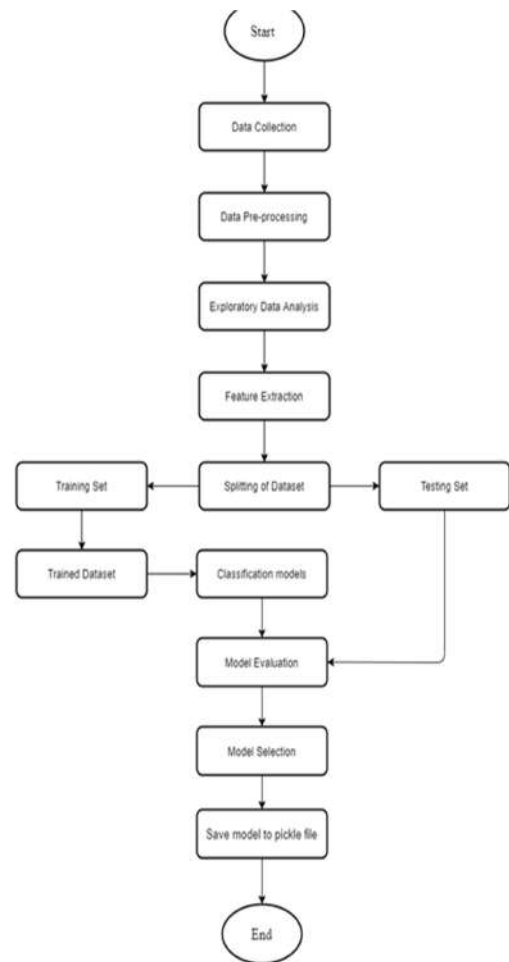 Start
Data Collection
Data Pre-processing
Exploratory Data Analysis
Feature Extraction
Training Set
Splitting of Dataset
Testing Set
Trained Dataset
Classification models
Model Evaluation
Model Selection
Save model to pickle file
End